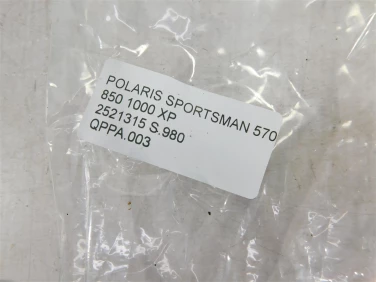 POLARIS SPORTSMAN 570
850 1000 XP
2521315 S.980
QPPA.003